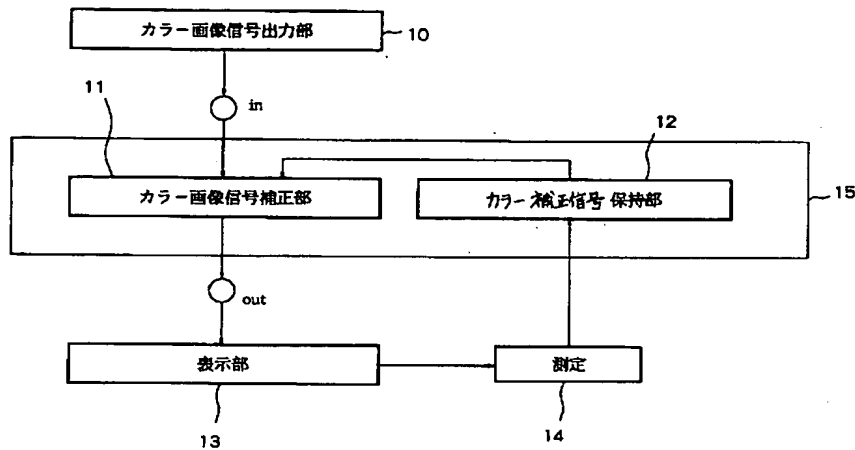 カラー画像信号出力部
10
in
11
12
カラー画像信号補正部
カラー補正信号 保持部
15
out
表示部
測定
13
14